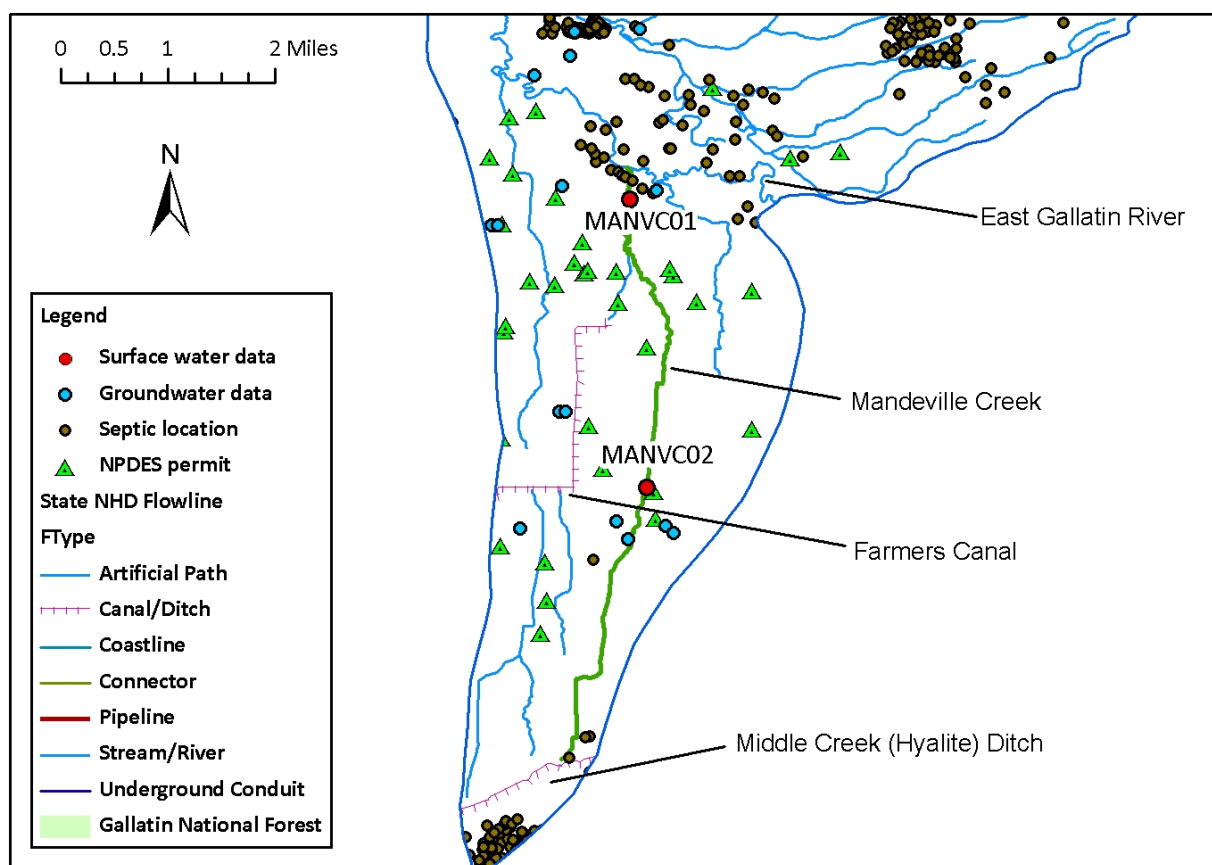 0 0.5 1 2 Miles
N
MANVC01
East Gallatin River
Mandeville Creek
MANVC02
Farmers Canal
Middle Creek (Hyalite) Ditch
Legend
Surface water data
Groundwater data
Septic location
NPDES permit
State NHD Flowline
FType
Artificial Path
Canal/Ditch
Coastline
Connector
Pipeline
Stream/River
Underground Conduit
Gallatin National Forest